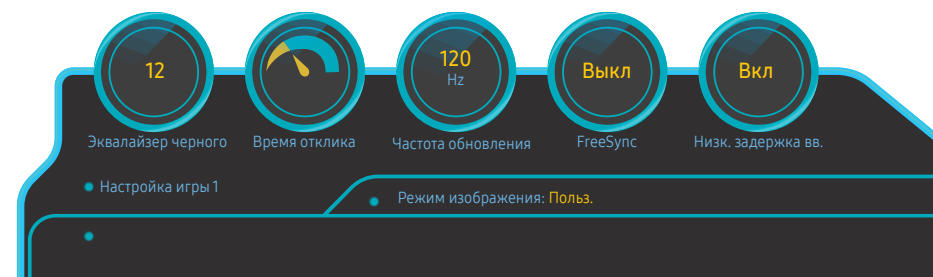 12
120
Hz
Выкл
Вкл
Эквалайзер черного
Время отклика
Частота обновления
FreeSync
Низк. задержка вв.
Настройка игры 1
Режим изображения: Польз.